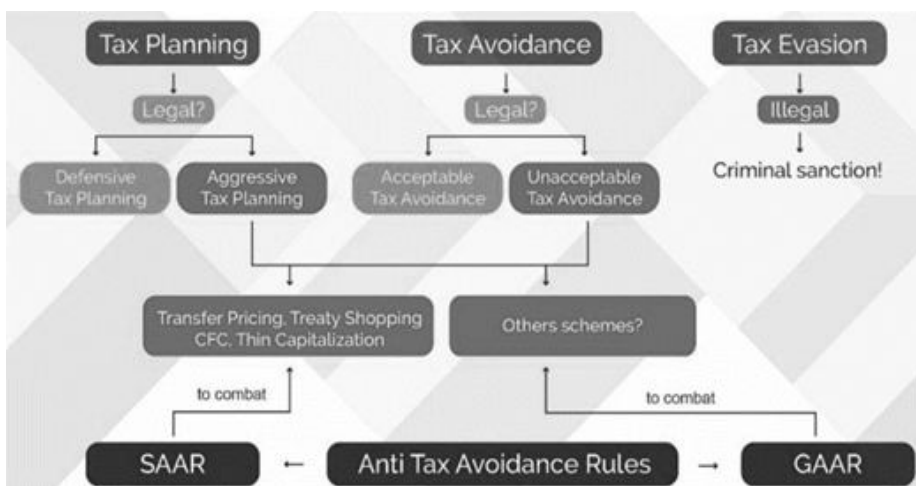 Tax Planning
Tax Avoidance
Tax Evasion
Legal?
Legal?
Illegal
Defensive
Tax Planning
Aggressive
Tax Planning
Acceptable
Tax Avoidance
Unacceptable
Tax Avoidance
Criminal sanction!
Transfer Pricing, Treaty Shopping
CFC, Thin Capitalization
Others schemes?
to combat
to combat
SAAR
Anti Tax Avoidance Rules
GAAR